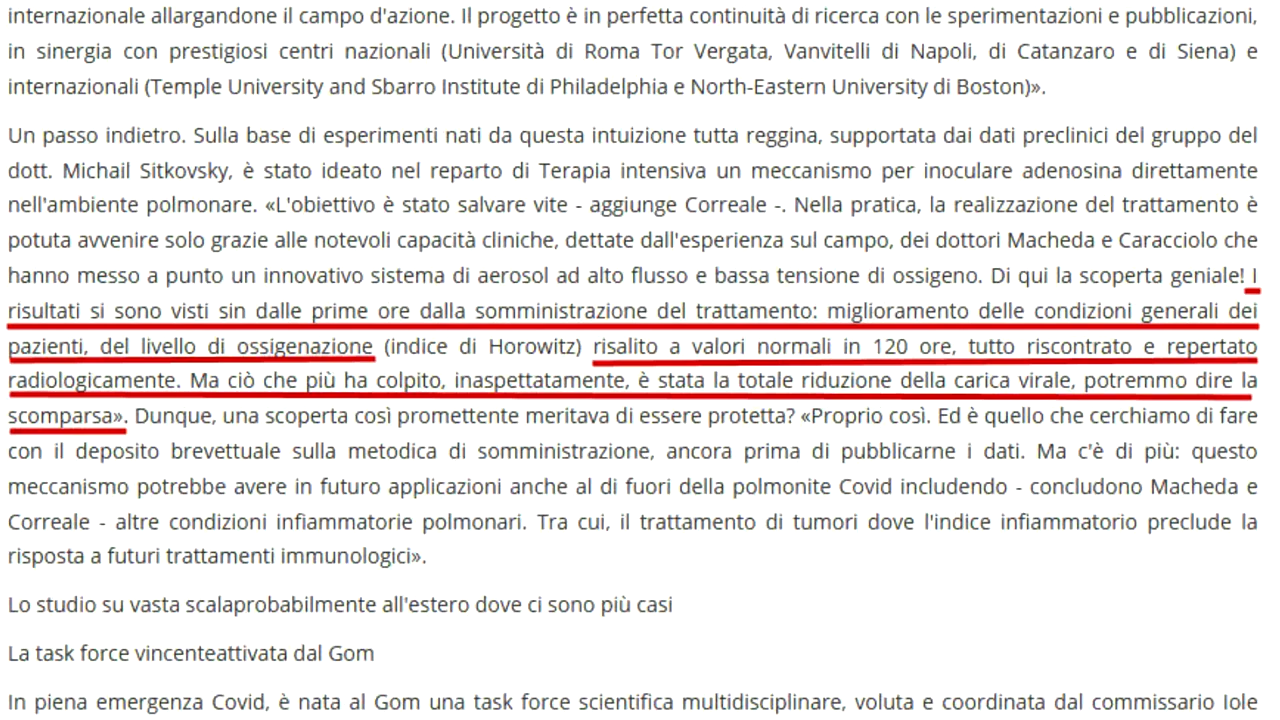 internazionale allargandone il campo d'azione. Il progetto è in perfetta continuità di ricerca con le sperimentazioni e pubblicazioni,
in sinergia con prestigiosi centri nazionali (Università di Roma Tor Vergata, Vanvitelli di Napoli, di Catanzaro e di Siena) e
internazionali (Temple University and Sbarro Institute di Philadelphia e North-Eastern University di Boston)».
Un passo indietro. Sulla base di esperimenti nati da questa intuizione tutta reggina, supportata dai dati preclinici del gruppo del
dott. Michail Sitkovsky, è stato ideato nel reparto di Terapia intensiva un meccanismo per inoculare adenosina direttamente
nell'ambiente polmonare. «L'obiettivo è stato salvare vite - aggiunge Correale -. Nella pratica, la realizzazione del trattamento è
potuta avvenire solo grazie alle notevoli capacità cliniche, dettate dall'esperienza sul campo, dei dottori Macheda e Caracciolo che
hanno messo a punto un innovativo sistema di aerosol ad alto flusso e bassa tensione di ossigeno. Di qui la scoperta geniale! I
risultati si sono visti sin dalle prime ore dalla somministrazione del trattamento: miglioramento delle condizioni generali dei
pazienti, del livello di ossigenazione (indice di Horowitz) risalito a valori normali in 120 ore, tutto riscontrato e repertato
radiologicamente. Ma ciò che più ha colpito, inaspettatamente, è stata la totale riduzione della carica virale, potremmo dire la
scomparsa». Dunque, una scoperta così promettente meritava di essere protetta? «Proprio così. Ed è quello che cerchiamo di fare
con il deposito brevettuale sulla metodica di somministrazione, ancora prima di pubblicarne i dati. Ma c'è di più: questo
meccanismo potrebbe avere in futuro applicazioni anche al di fuori della polmonite Covid includendo - concludono Macheda e
Correale - altre condizioni infiammatorie polmonari. Tra cui, il trattamento di tumori dove l'indice infiammatorio preclude la
risposta a futuri trattamenti immunologici».
Lo studio su vasta scalaprobabilmente all'estero dove ci sono più casi
La task force vincenteattivata dal Gom
In piena emergenza Covid, è nata al Gom una task force scientifica multidisciplinare, voluta e coordinata dal commissario Iole